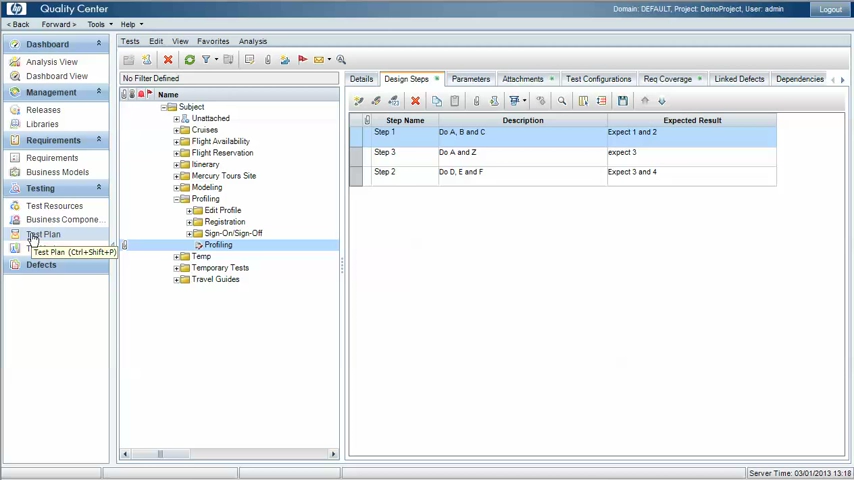 hp Quality Center
Domain: DEFAULT, Project: DemoProject, User: admin
Logout
< Back Forward > Tools Help
Dashboard
Analysis View
Dashboard View
Management
Releases
Libraries
Requirements
Requirements
Business Models
Testing
Test Resources
Business Compone...
Test Plan
Test Plan (Ctrl+Shift+P)
Defects
Tests Edit View Favorites Analysis
No Filter Defined
Name
Subject
Unattached
Cruises
Flight Availability
Flight Reservation
Itinerary
Mercury Tours Site
Modeling
Profiling
Edit Profile
Registration
Sign-On/Sign-Off
Profiling
Temp
Temporary Tests
Travel Guides
Details Design Steps Parameters Attachments Test Configurations Req Coverage Linked Defects Dependencies
Step Name Description Expected Result
Step 1 Do A, B and C Expect 1 and 2
Step 3 Do A and Z expect 3
Step 2 Do D, E and F Expect 3 and 4
Server Time: 03/01/2013 13:18